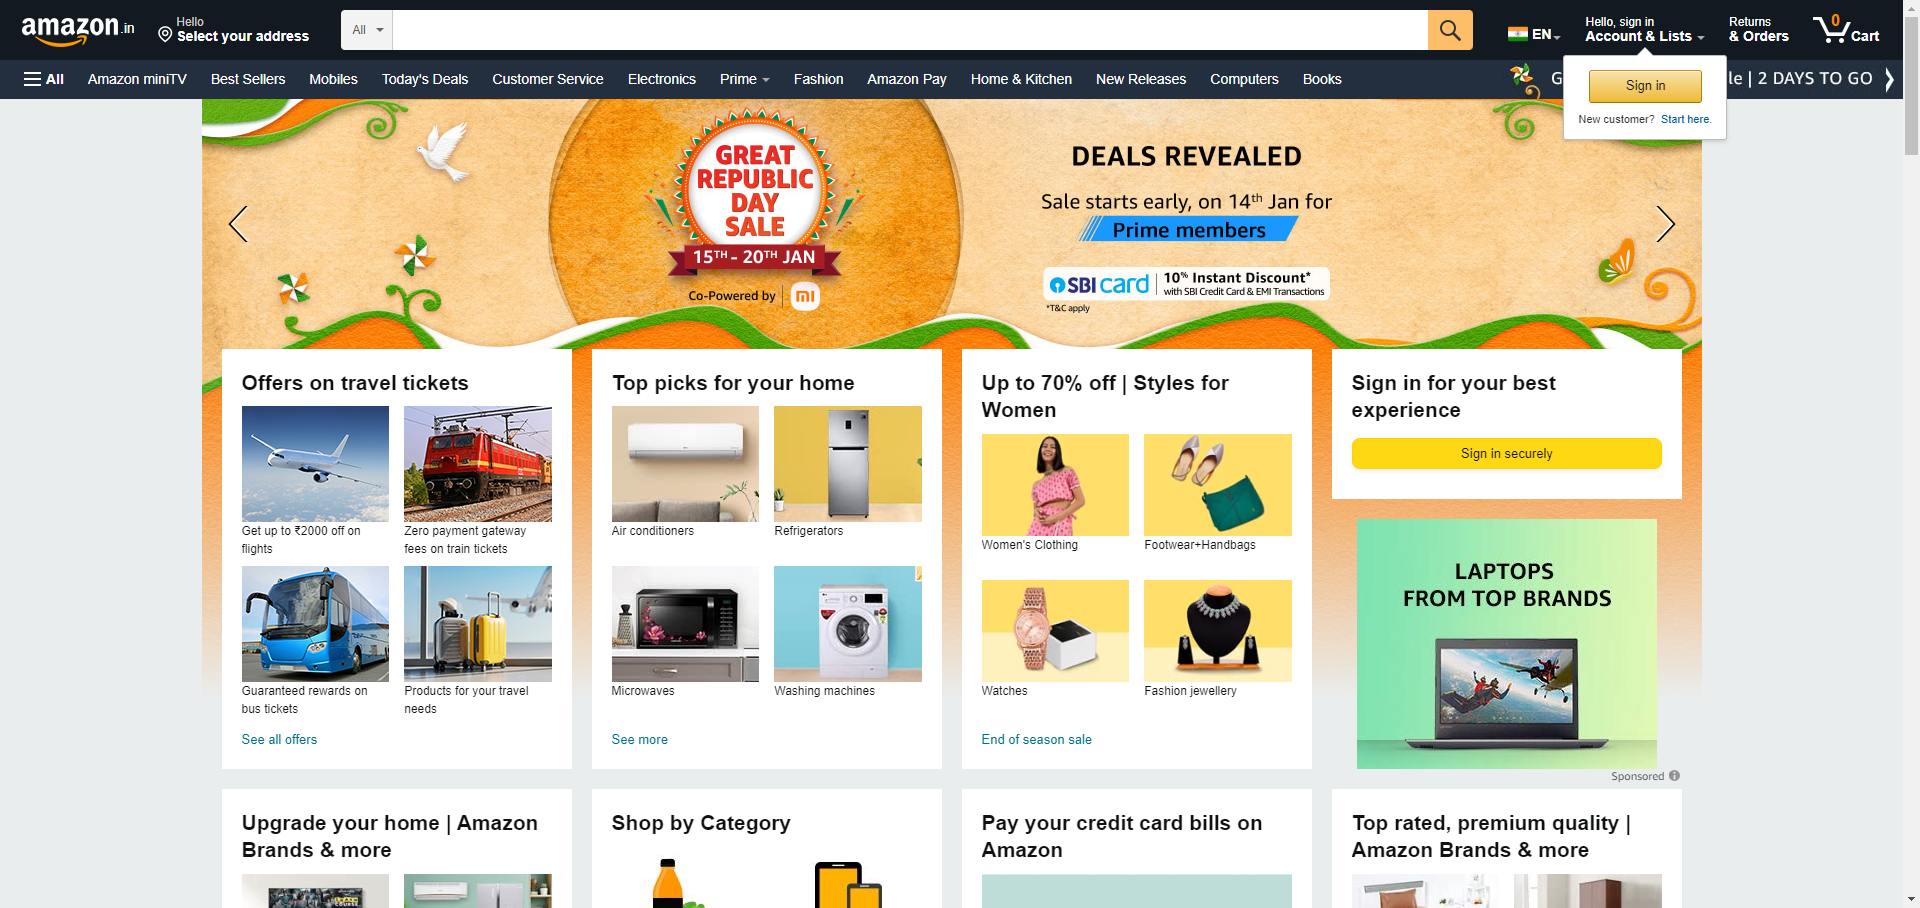 amazon.in
Hello
Select your address
All
EN
Hello, sign in
Account & Lists
Returns
& Orders
0
Cart
All
Amazon miniTV
Best Sellers
Mobiles
Today's Deals
Customer Service
Electronics
Prime
Fashion
Amazon Pay
Home & Kitchen
New Releases
Computers
Books
G
le | 2 DAYS TO GO
Sign in
New customer? Start here.
GREAT
REPUBLIC
DAY
SALE
15TH - 20TH JAN
Co-Powered by mi
DEALS REVEALED
Sale starts early, on 14th Jan for
Prime members
SBI card
10% Instant Discount*
with SBI Credit Card & EMI Transactions
*T&C apply
Offers on travel tickets
Get up to ₹2000 off on
flights
Zero payment gateway
fees on train tickets
Guaranteed rewards on
bus tickets
Products for your travel
needs
See all offers
Top picks for your home
Air conditioners
Refrigerators
Microwaves
Washing machines
See more
Up to 70% off | Styles for
Women
Women's Clothing
Footwear+Handbags
Watches
Fashion jewellery
End of season sale
Sign in for your best
experience
Sign in securely
LAPTOPS
FROM TOP BRANDS
Sponsored
Upgrade your home | Amazon
Brands & more
Shop by Category
Pay your credit card bills on
Amazon
Top rated, premium quality |
Amazon Brands & more